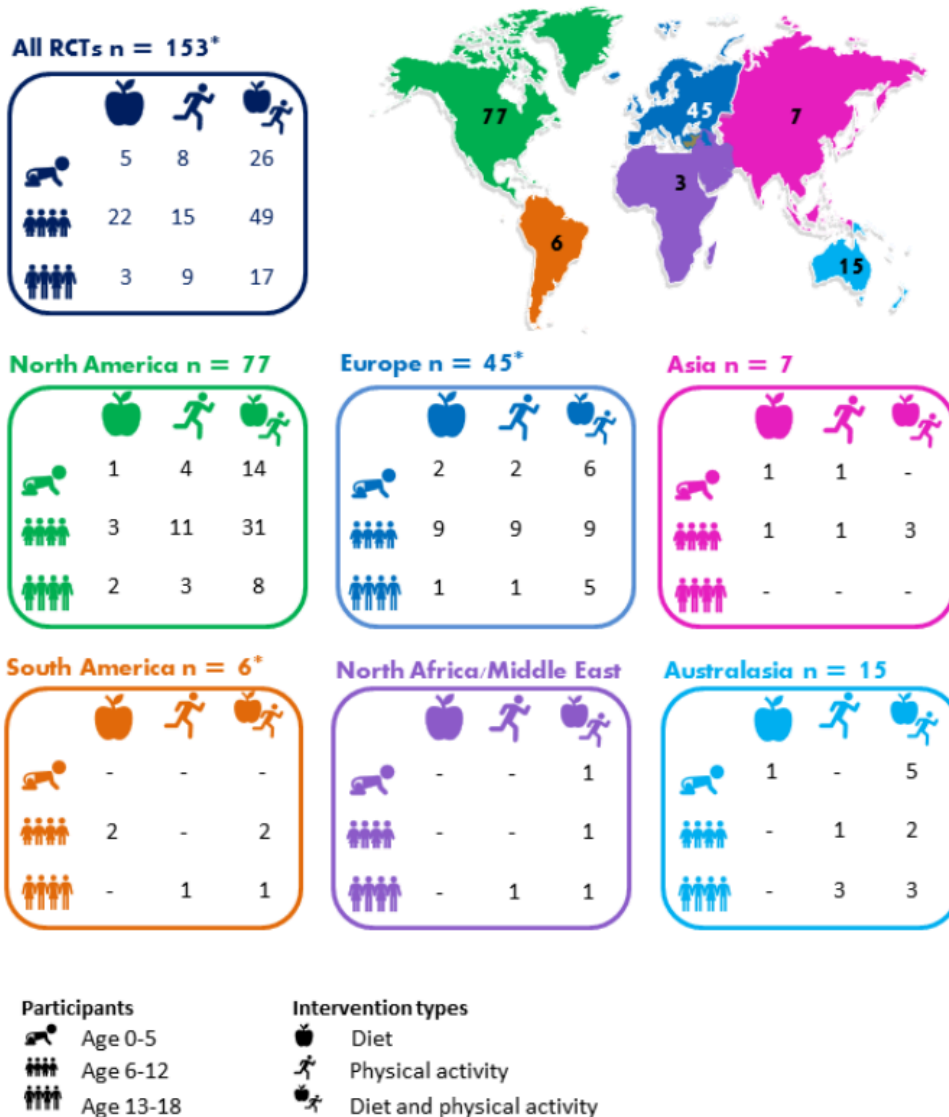 All RCTs n = 153*
5 8 26
22 15 49
3 9 17
77
45
7
3
6
15
North America n = 77
1 4 14
3 11 31
2 3 8
Europe n = 45*
2 2 6
9 9 9
1 1 5
Asia n = 7
1 1 -
1 1 3
- - -
South America n = 6*
- - -
2 - 2
- 1 1
North Africa/Middle East
- - 1
- - 1
- 1 1
Australasia n = 15
1 - 5
- 1 2
- 3 3
Participants
Age 0-5
Age 6-12
Age 13-18
Intervention types
Diet
Physical activity
Diet and physical activity